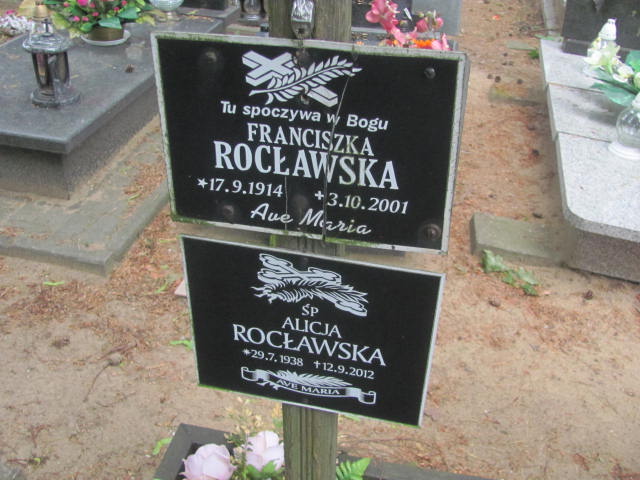 Tu spoczywa w Bogu
FRANCISZKA
ROCŁAWSKA
*17.9.1914 +3.10.2001
Ave Maria
ŚP
ALICJA
ROCŁAWSKA
*29.7.1938 +12.9.2012
AVE MARIA